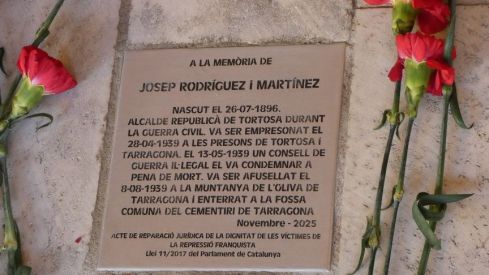 A LA MEMÒRIA DE
JOSEP RODRÍGUEZ I MARTÍNEZ
NASCUT EL 26-07-1896.
ALCALDE REPUBLICÀ DE TORTOSA DURANT
LA GUERRA CIVIL. VA SER EMPRESONAT EL
28-04-1939 A LES PRESONS DE TORTOSA I
TARRAGONA. EL 13-05-1939 UN CONSELL DE
GUERRA IL·LEGAL EL VA CONDEMNAR A
PENA DE MORT. VA SER AFUSELLAT EL
8-08-1939 A LA MUNTANYA DE L'OLIVA DE
TARRAGONA I ENTERRAT A LA FOSSA
COMUNA DEL CEMENTIRI DE TARRAGONA
Novembre - 2025
ACTE DE REPARACIÓ JURÍDICA DE LA DIGNITAT DE LES VÍCTIMES DE
LA REPRESSIÓ FRANQUISTA
Llei 11/2017 del Parlament de Catalunya